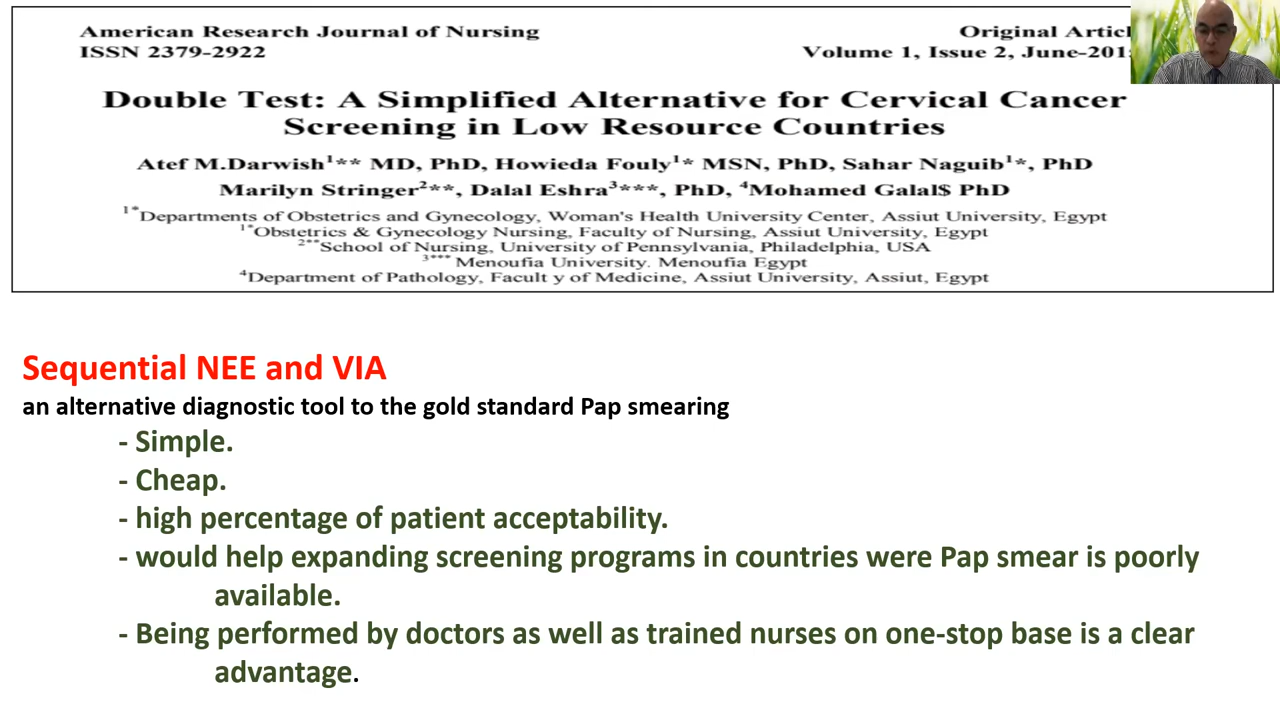 American Research Journal of Nursing
ISSN 2379-2922
Original Artic
Volume 1, Issue 2, June-201
Double Test: A Simplified Alternative for Cervical Cancer
Screening in Low Resource Countries
Atef M.Darwish1** MD, PhD, Howieda Fouly1* MSN, PhD, Sahar Naguib1*, PhD
Marilyn Stringer2**, Dalal Eshra3***, PhD, 4Mohamed Galal$ PhD
1*Departments of Obstetrics and Gynecology, Woman's Health University Center, Assiut University, Egypt
1*Obstetrics & Gynecology Nursing, Faculty of Nursing, Assiut University, Egypt
2**School of Nursing, University of Pennsylvania, Philadelphia, USA
3*** Menoufia University. Menoufia Egypt
4Department of Pathology, Facult y of Medicine, Assiut University, Assiut, Egypt
Sequential NEE and VIA
an alternative diagnostic tool to the gold standard Pap smearing
- Simple.
- Cheap.
- high percentage of patient acceptability.
- would help expanding screening programs in countries were Pap smear is poorly
available.
- Being performed by doctors as well as trained nurses on one-stop base is a clear
advantage.